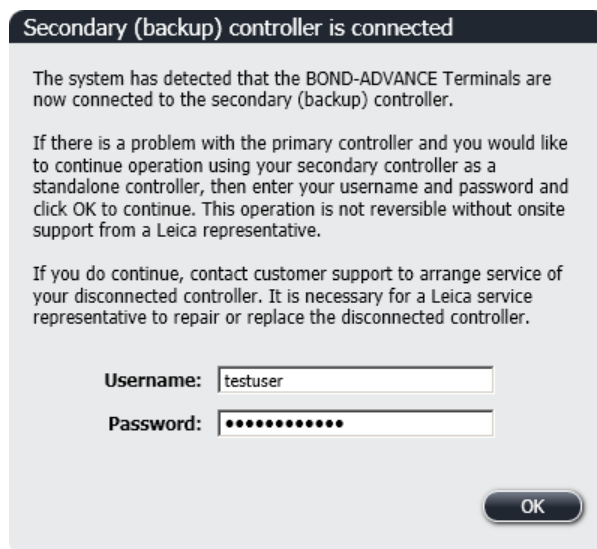 Secondary (backup) controller is connected
The system has detected that the BOND-ADVANCE Terminals are
now connected to the secondary (backup) controller.
If there is a problem with the primary controller and you would like
to continue operation using your secondary controller as a
standalone controller, then enter your username and password and
click OK to continue. This operation is not reversible without onsite
support from a Leica representative.
If you do continue, contact customer support to arrange service of
your disconnected controller. It is necessary for a Leica service
representative to repair or replace the disconnected controller.
Username: testuser
Password: ●●●●●●●●●●●●
OK